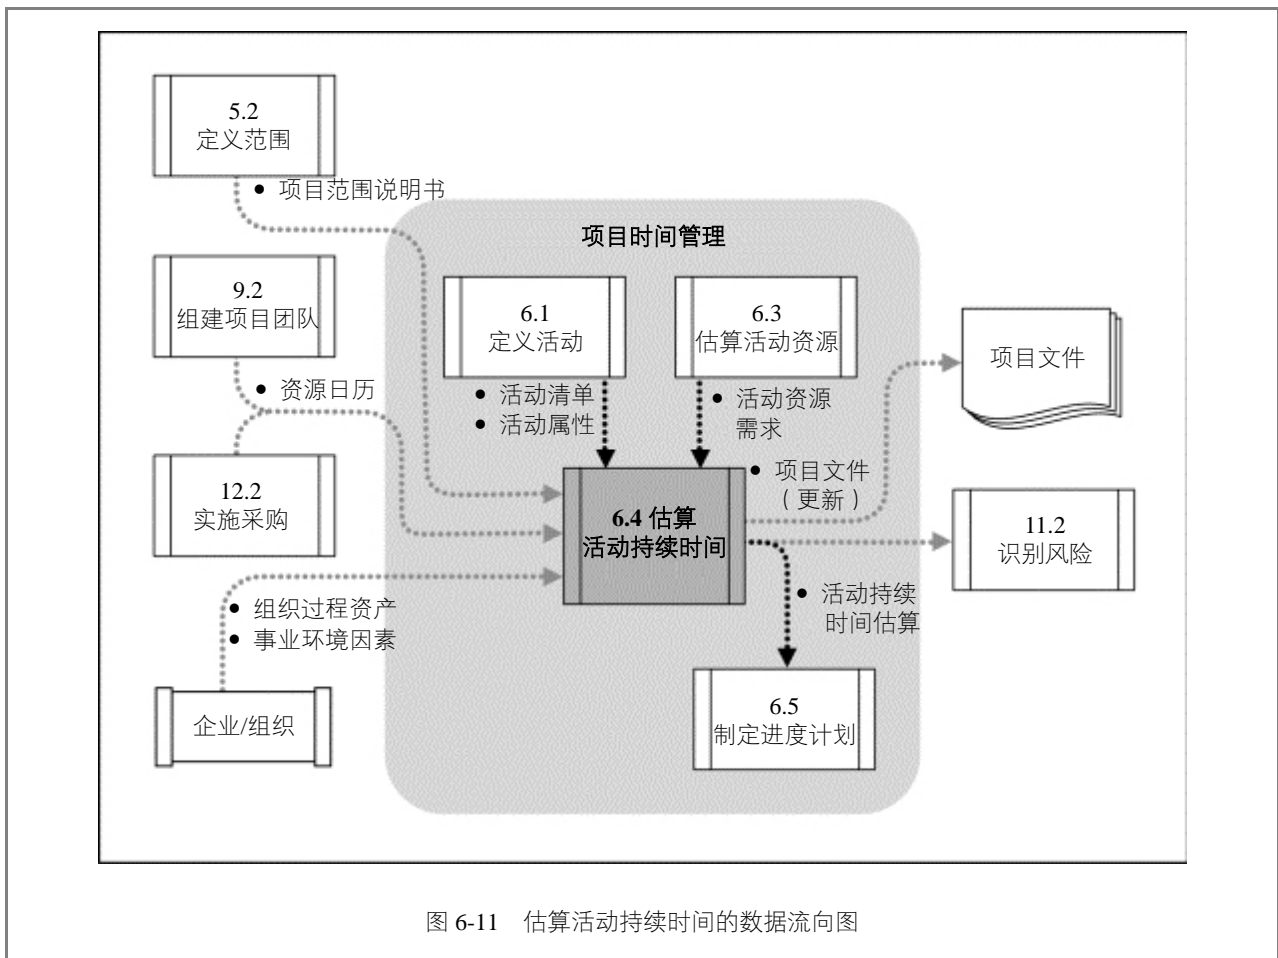 5.2
定义范围
● 项目范围说明书
项目时间管理
9.2
组建项目团队
6.1
定义活动
6.3
估算活动资源
项目文件
● 资源日历
● 活动清单
● 活动属性
● 活动资源
需求
12.2
实施采购
● 项目文件
（更新）
6.4 估算
活动持续时间
11.2
识别风险
● 组织过程资产
● 事业环境因素
● 活动持续
时间估算
企业/组织
6.5
制定进度计划
图 6-11 估算活动持续时间的数据流向图